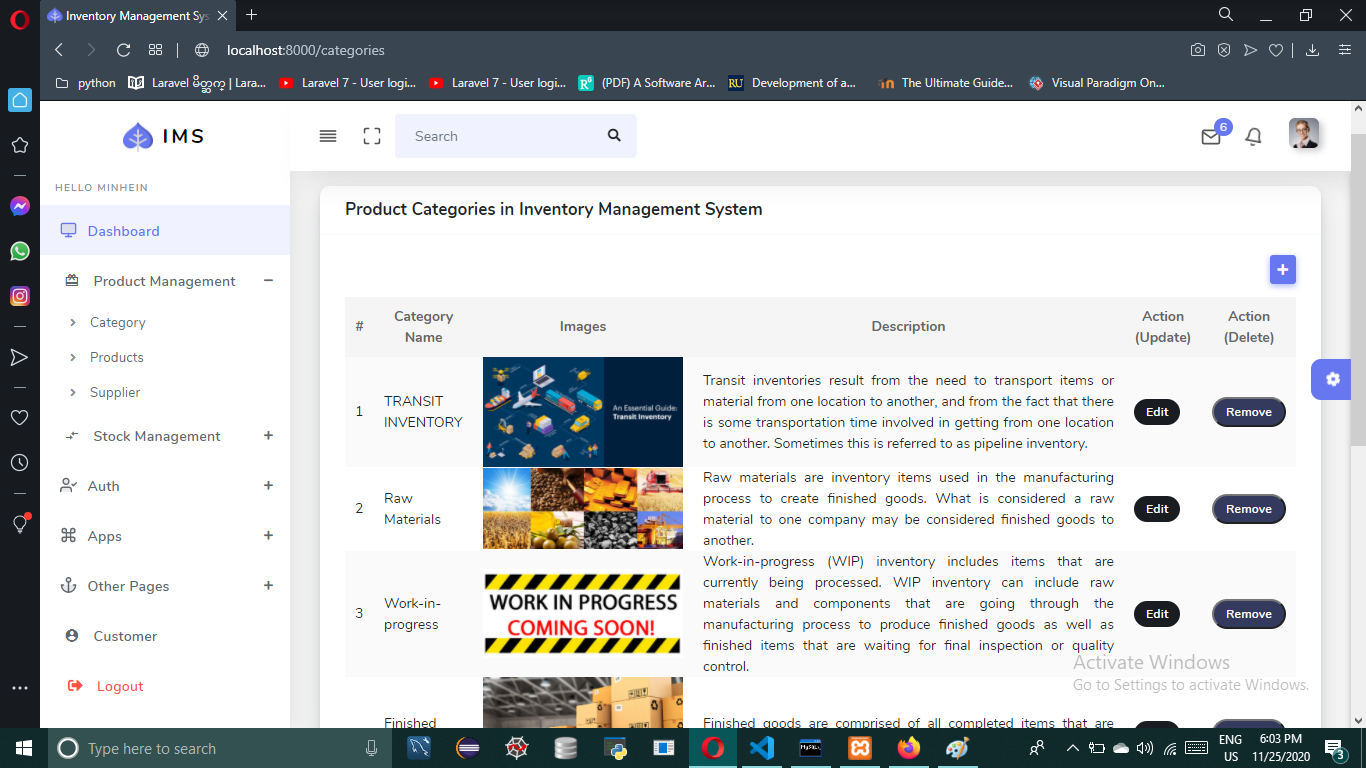 Inventory Management Sys
localhost:8000/categories
python
Laravel 7 - User logi...
Laravel 7 - User logi...
(PDF) A Software Ar...
RU
Development of a...
The Ultimate Guide...
Visual Paradigm On...
IMS
Search
6
HELLO MINHEIN
Dashboard
Product Management
Category
Products
Supplier
Stock Management
Auth
Apps
Other Pages
Customer
Logout
Product Categories in Inventory Management System
+
# Category Name Images Description Action (Update) Action (Delete)
1
TRANSIT
INVENTORY
An Essential Guide:
Transit Inventory
Transit inventories result from the need to transport items or
material from one location to another, and from the fact that there
is some transportation time involved in getting from one location
to another. Sometimes this is referred to as pipeline inventory.
Edit
Remove
2
Raw
Materials
Raw materials are inventory items used in the manufacturing
process to create finished goods. What is considered a raw
material to one company may be considered finished goods to
another.
Edit
Remove
3
Work-in-
progress
WORK IN PROGRESS
COMING SOON!
Work-in-progress (WIP) inventory includes items that are
currently being processed. WIP inventory can include raw
materials and components that are going through the
manufacturing process to produce finished goods as well as
finished items that are waiting for final inspection or quality
control.
Edit
Remove
Finished
Finished goods are comprised of all completed items that are
Activate Windows
Go to Settings to activate Windows.
Type here to search
MySQL
ENG
US
6:03 PM
11/25/2020
3